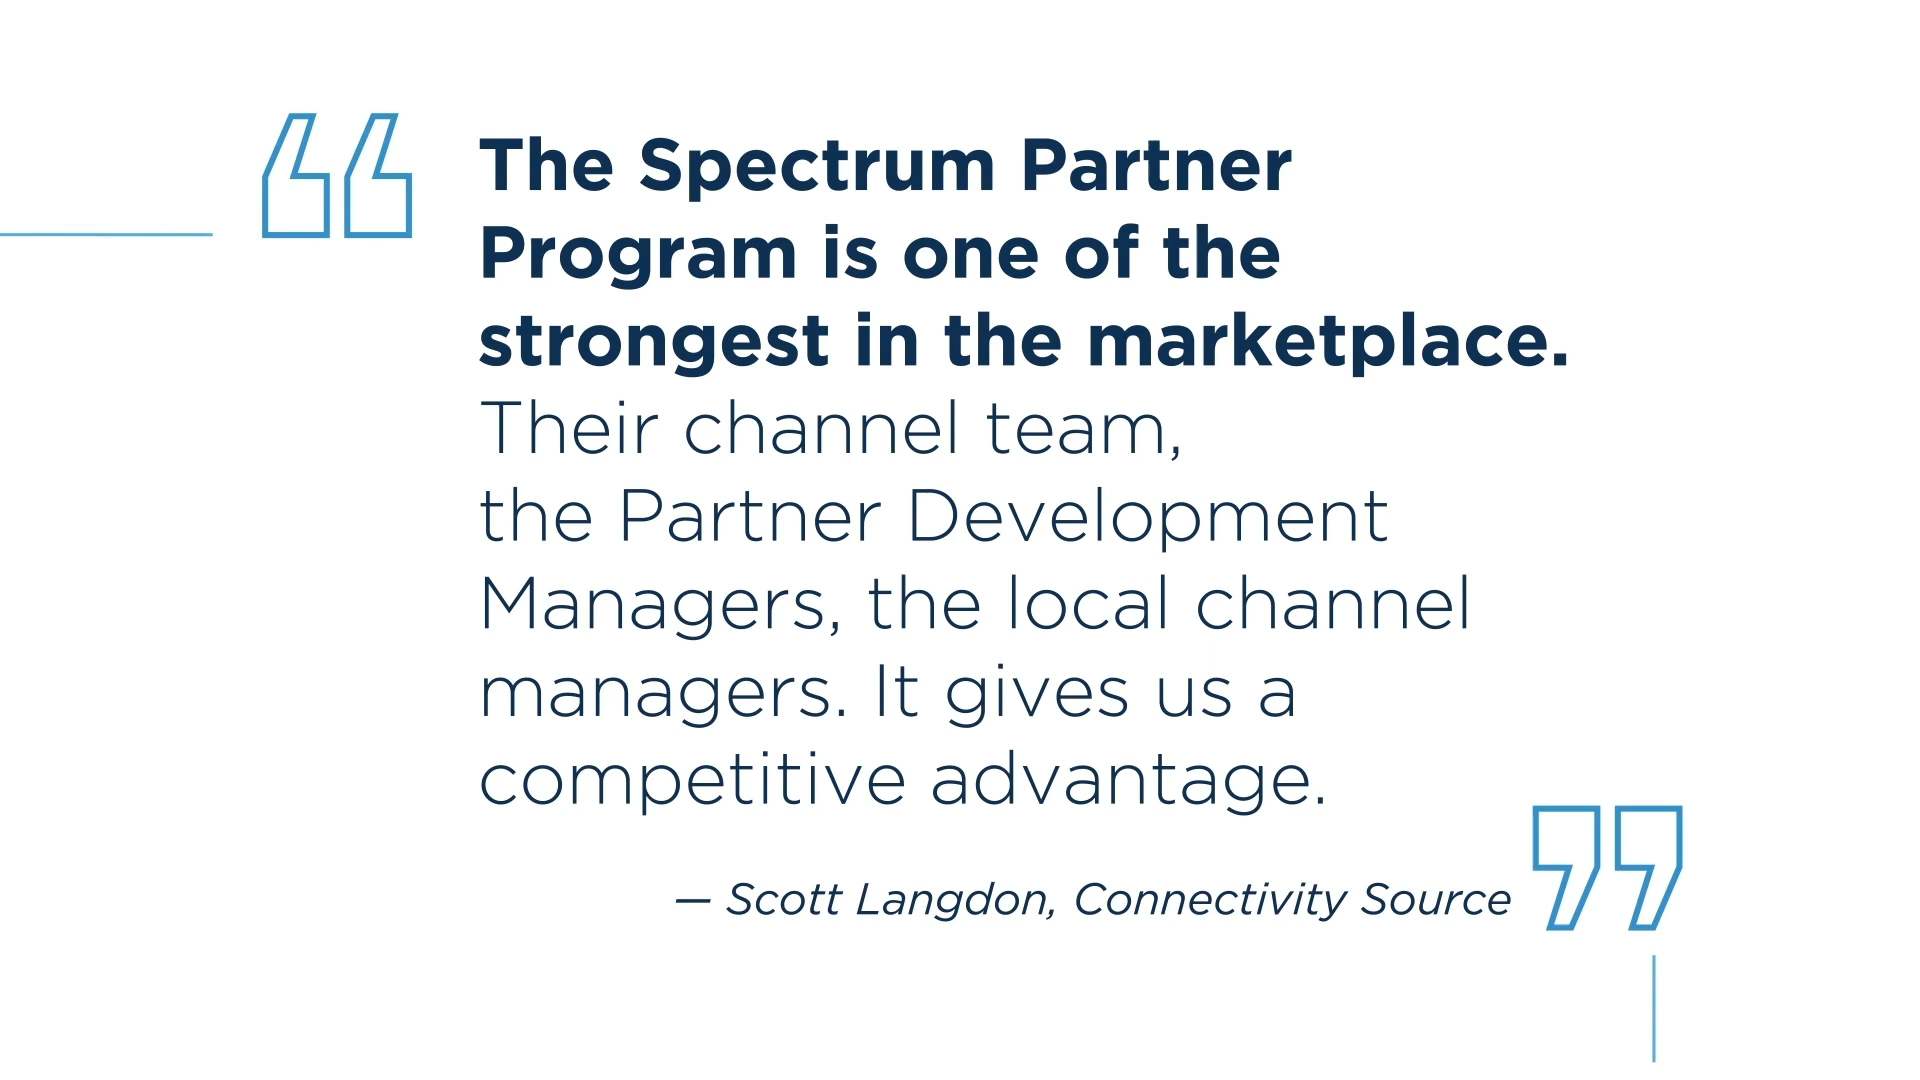 “
The Spectrum Partner
Program is one of the
strongest in the marketplace.
Their channel team,
the Partner Development
Managers, the local channel
managers. It gives us a
competitive advantage.
— Scott Langdon, Connectivity Source
”